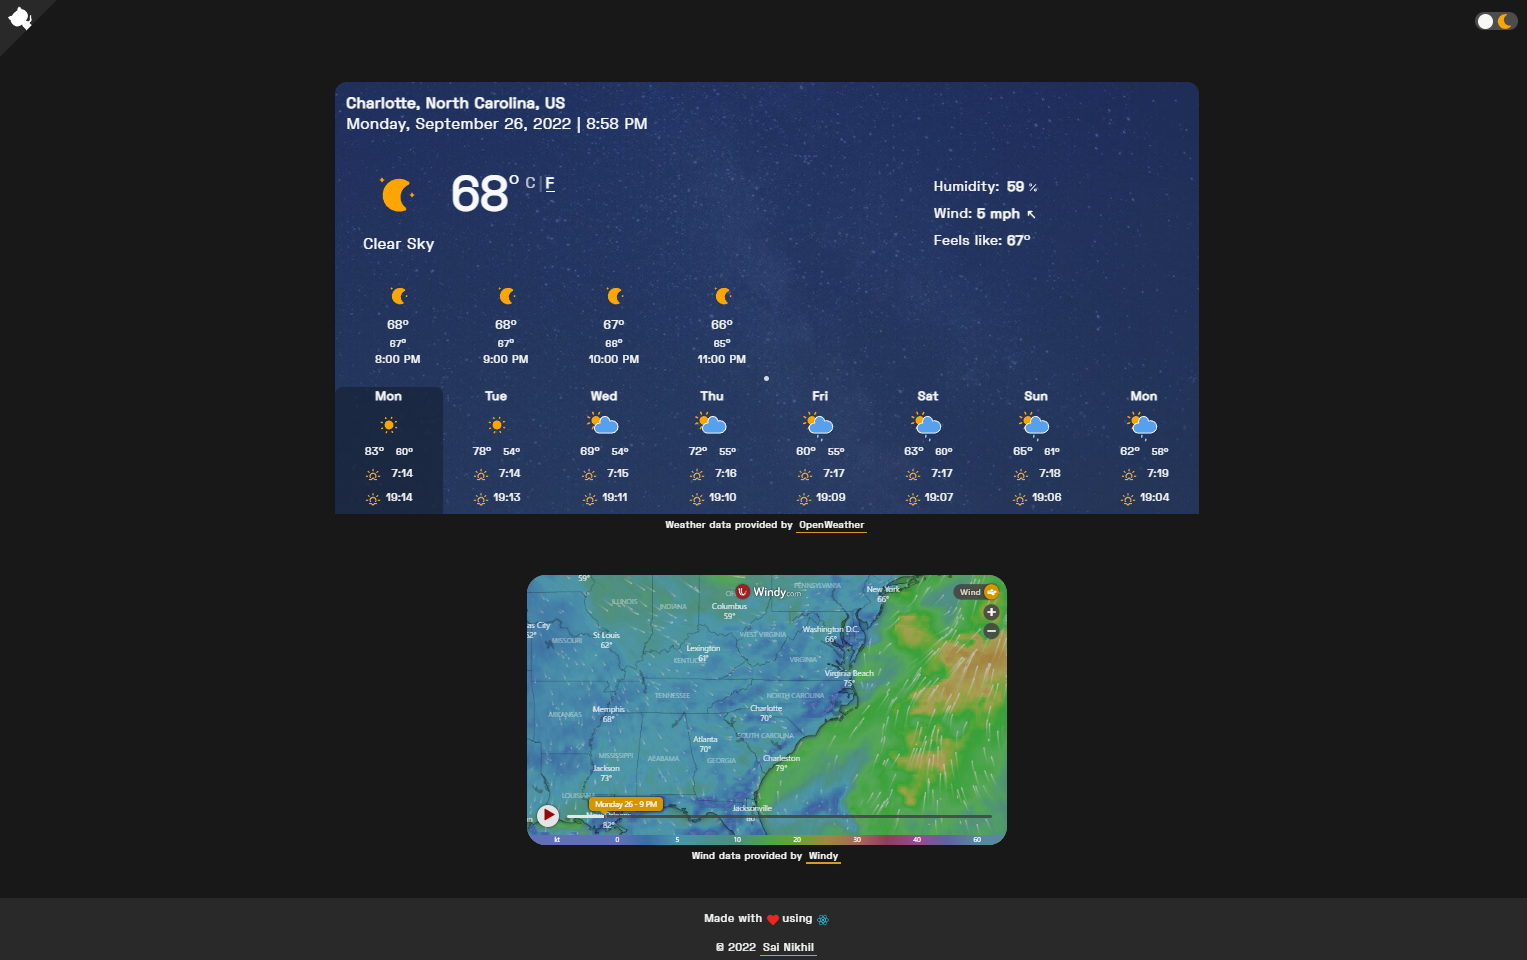 Charlotte, North Carolina, US
Monday, September 26, 2022 | 8:58 PM
68° C | F
Clear Sky
Humidity: 59 %
Wind: 5 mph ↖
Feels like: 67°
68° 68° 67° 66°
67° 67° 66° 65°
8:00 PM 9:00 PM 10:00 PM 11:00 PM
Mon Tue Wed Thu Fri Sat Sun Mon
83° 60° 78° 54° 69° 54° 72° 55° 60° 55° 63° 60° 65° 61° 62° 56°
7:14 7:14 7:15 7:16 7:17 7:17 7:18 7:19
19:14 19:13 19:11 19:10 19:09 19:07 19:06 19:04
Weather data provided by OpenWeather
59°
Windy.com
PENNSYLVANIA
New York
66°
Wind
ILLINOIS
INDIANA
Columbus
59°
as City
St Louis
62°
MISSOURI
WEST VIRGINIA
Washington D.C.
66°
Lexington
61°
VIRGINIA
Virginia Beach
75°
TENNESSEE
NORTH CAROLINA
Memphis
68°
ARKANSAS
Charlotte
70°
Atlanta
70°
SOUTH CAROLINA
MISSISSIPPI
ALABAMA
GEORGIA
Charleston
79°
Jackson
73°
Monday 26 - 9 PM
Jacksonville
82°
kt 0 5 10 20 30 40 60
Wind data provided by Windy
Made with ❤ using
© 2022 Sai Nikhil